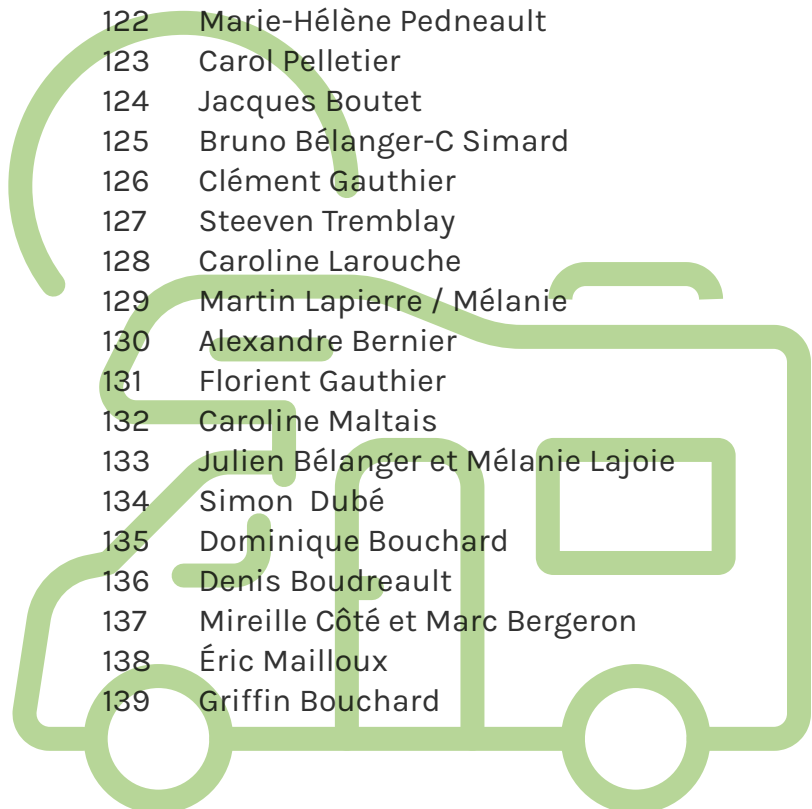 122 Marie-Hélène Pedneault
123 Carol Pelletier
124 Jacques Boutet
125 Bruno Bélanger-C Simard
126 Clément Gauthier
127 Steeven Tremblay
128 Caroline Larouche
129 Martin Lapierre / Mélanie
130 Alexandre Bernier
131 Florient Gauthier
132 Caroline Maltais
133 Julien Bélanger et Mélanie Lajoie
134 Simon  Dubé
135 Dominique Bouchard
136 Denis Boudreault
137 Mireille Côté et Marc Bergeron
138 Éric Mailloux
139 Griffin Bouchard